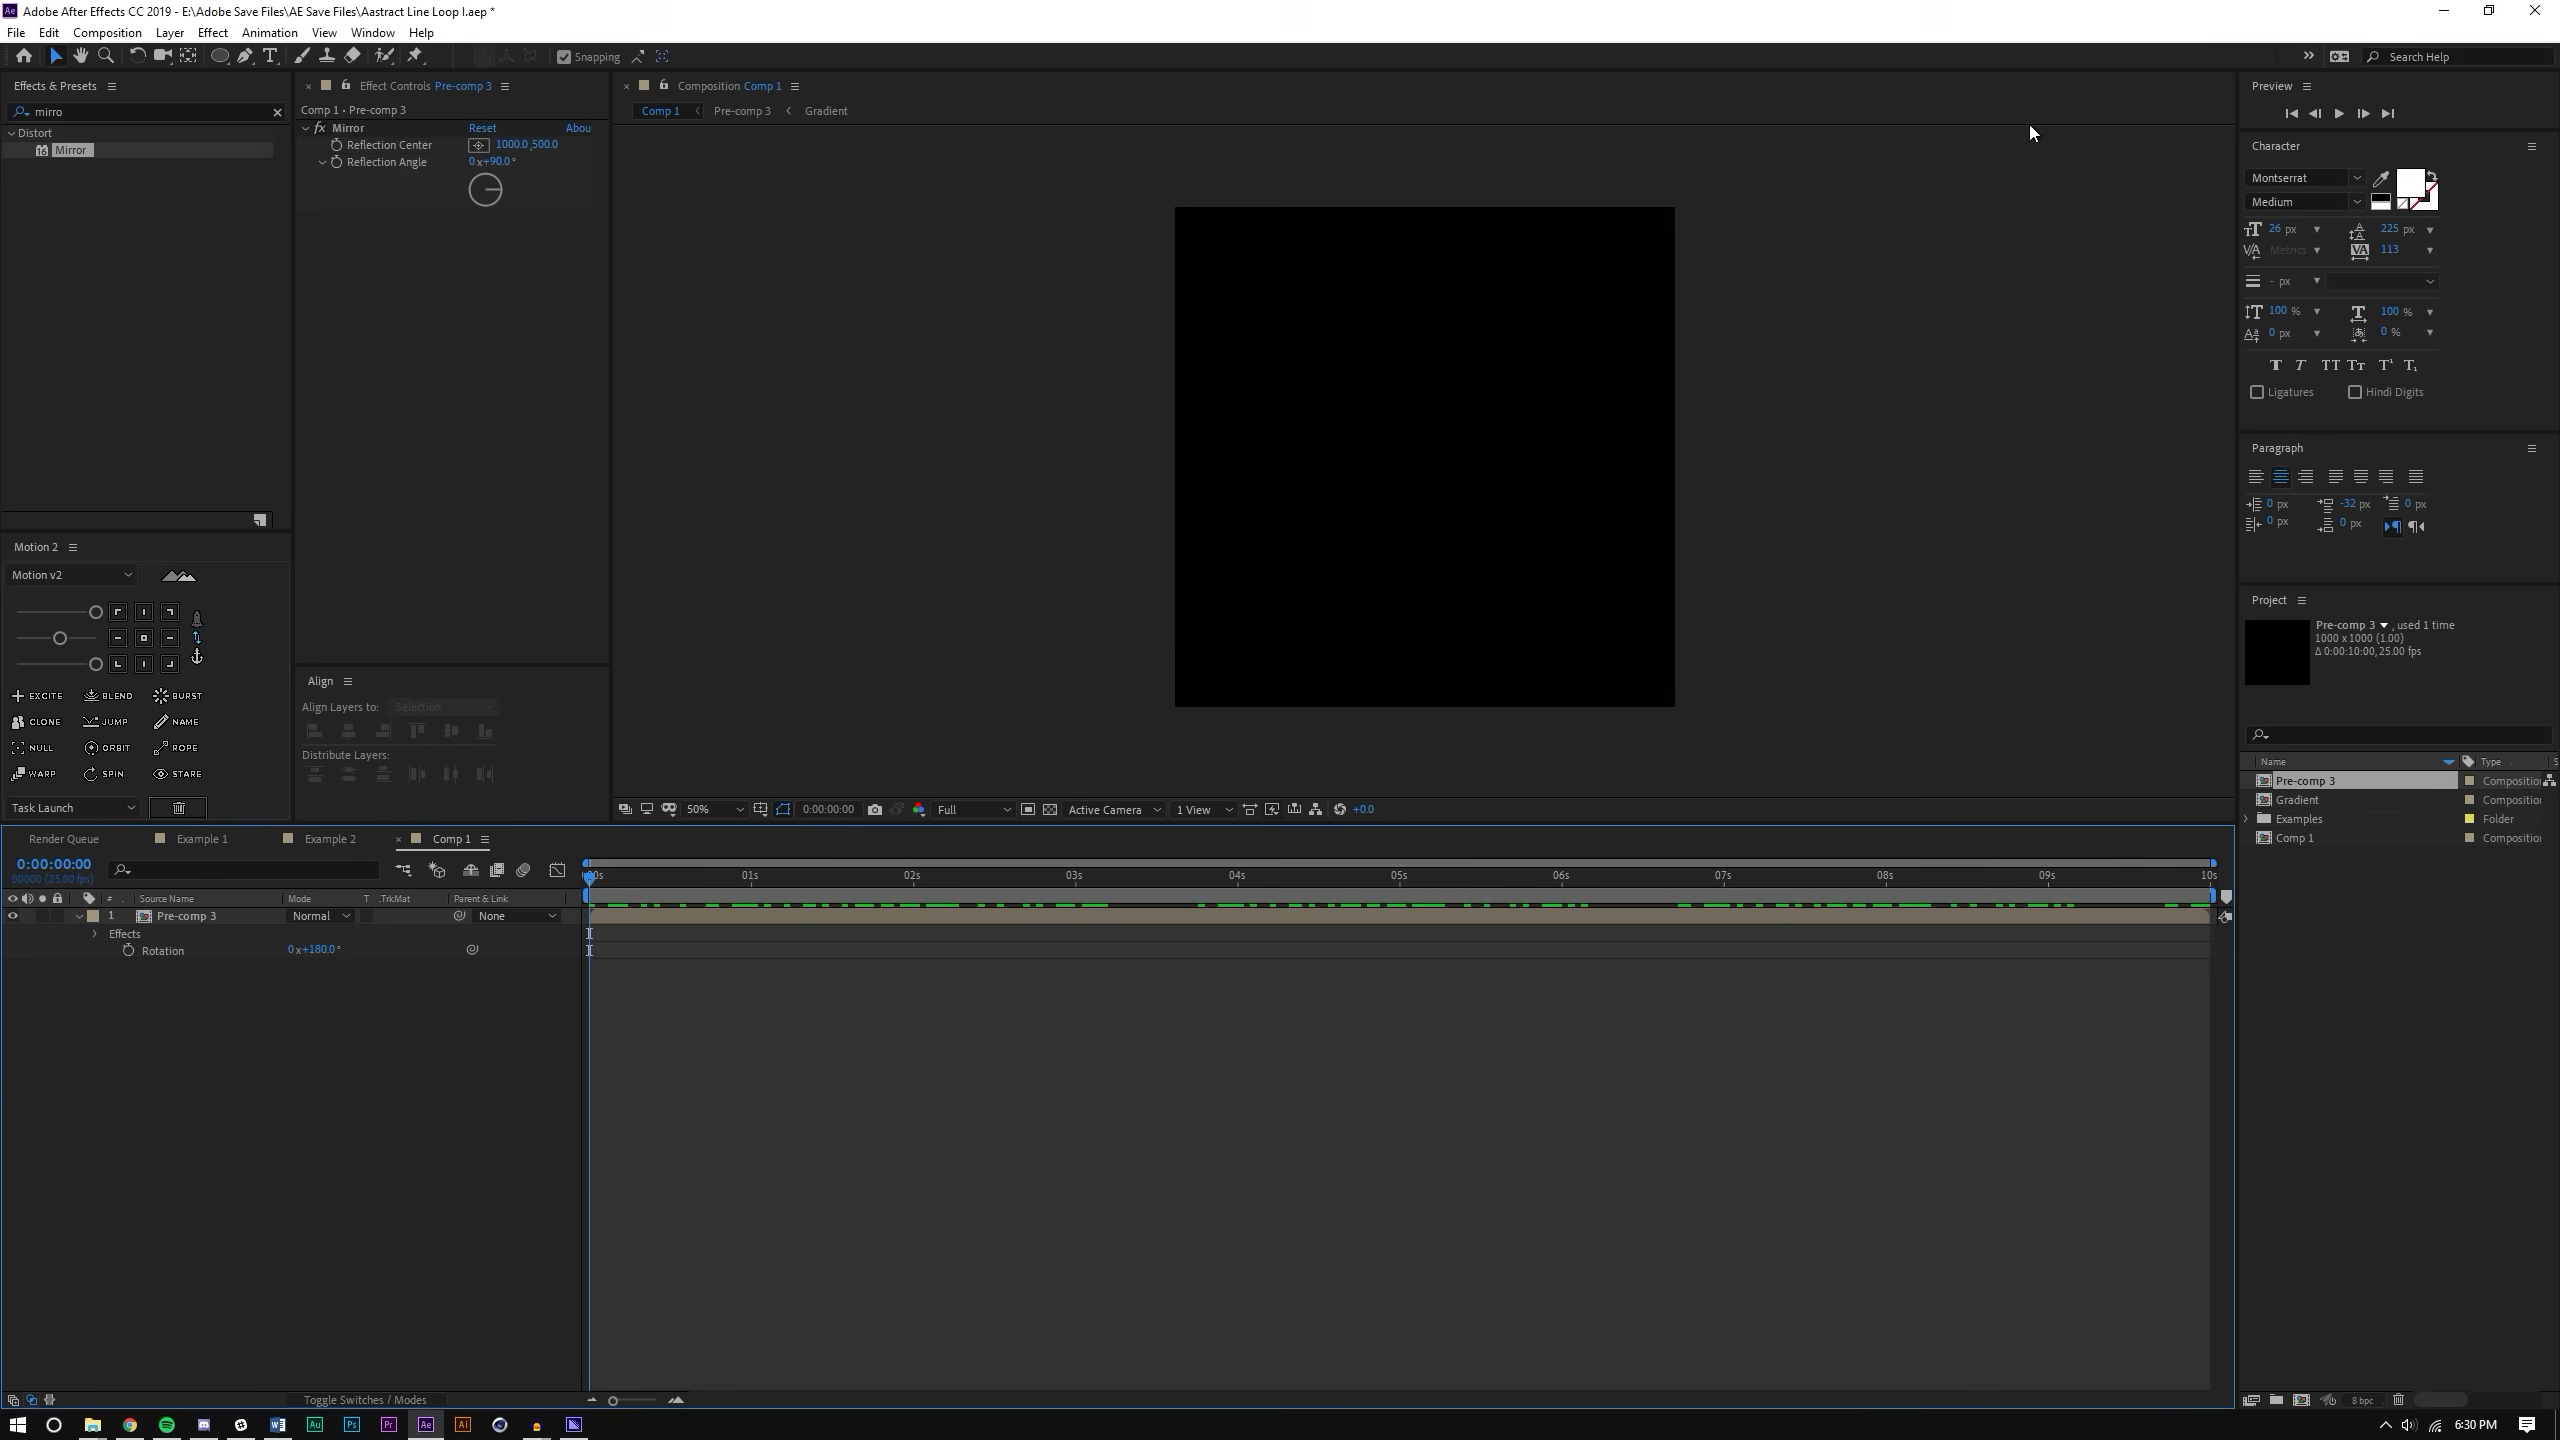 Adobe After Effects CC 2019 - E:\Adobe Save Files\AE Save Files\Aastract Line Loop I.aep *
File Edit Composition Layer Effect Animation View Window Help
Snapping
Search Help
Effects & Presets
mirro
Distort
Mirror
Effect Controls Pre-comp 3
Comp 1 • Pre-comp 3
fx Mirror Reset Abou
Reflection Center 1000.0,500.0
Reflection Angle 0x+90.0°
Composition Comp 1
Comp 1 Pre-comp 3 Gradient
Preview
Character
Montserrat
Medium
26 px 225 px
Metrics 113
- px
100 % 100 %
0 px 0 %
Ligatures Hindi Digits
Paragraph
0 px -32 px 0 px
0 px 0 px
Motion 2
Motion v2
EXCITE BLEND BURST
CLONE JUMP NAME
NULL ORBIT ROPE
WARP SPIN STARE
Task Launch
Align
Align Layers to: Selection
Distribute Layers:
50% 0:00:00:00 Full Active Camera 1 View +0.0
Project
Pre-comp 3 , used 1 time
1000 x 1000 (1.00)
Δ 0:00:10:00, 25.00 fps
Name Type S
Pre-comp 3 Compositio
Gradient Compositio
Examples Folder
Comp 1 Compositio
8 bpc
Render Queue Example 1 Example 2 Comp 1
0:00:00:00
00000 (25.00 fps)
# Source Name Mode T .TrkMat Parent & Link
00s 01s 02s 03s 04s 05s 06s 07s 08s 09s 10s
1 Pre-comp 3 Normal None
Effects
Rotation 0x+180.0°
Toggle Switches / Modes
Au Ps Pr Ae Ai
6:30 PM